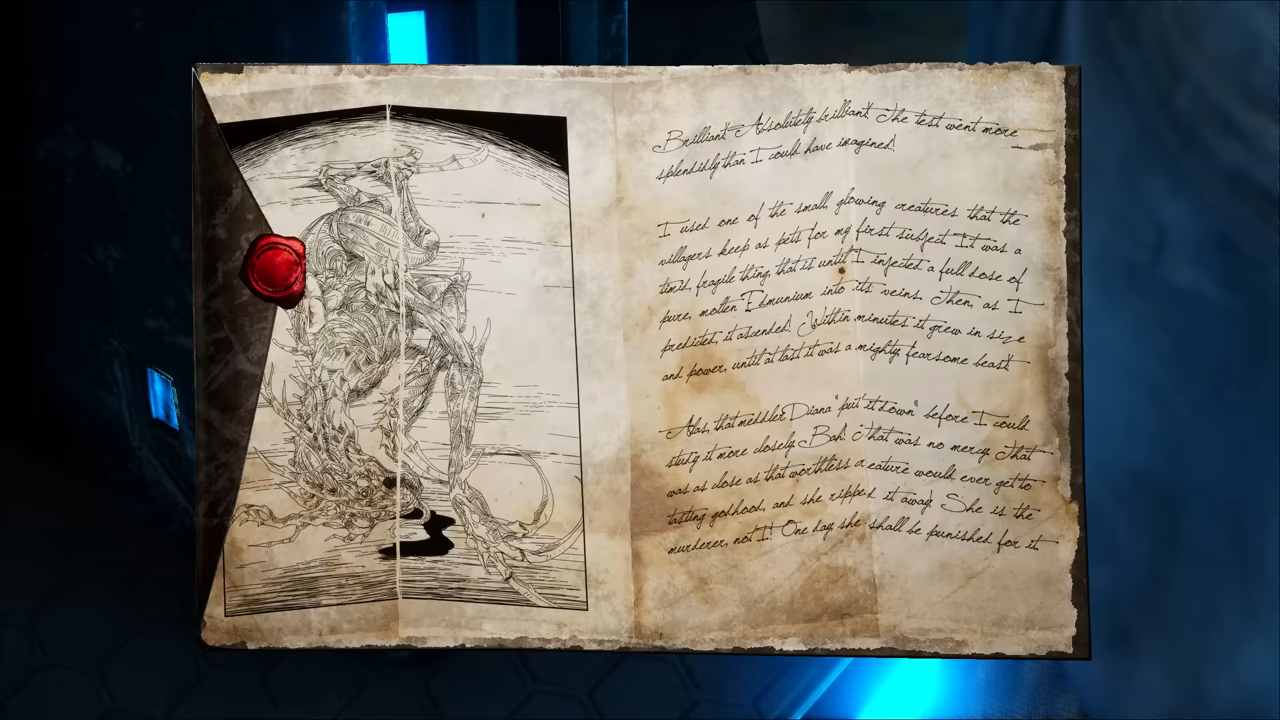 Brilliant! Absolutely brilliant! The test went more
splendidly than I could have imagined!
I used one of the small, glowing creatures that the
villagers keep as pets for my first subject. It was a
timid, fragile thing, that is until I injected a full dose of
pure, molten Edmunium into its veins. Then, as I
predicted, it ascended! Within minutes it grew in size
and power, until at last it was a mighty, fearsome beast!
Alas, that meddler Diana "put it down" before I could
study it more closely. Bah! That was no mercy. That
was as close as that worthless creature would ever get to
tasting godhood, and she ripped it away. She is the
murderer, not I! One day, she shall be punished for it